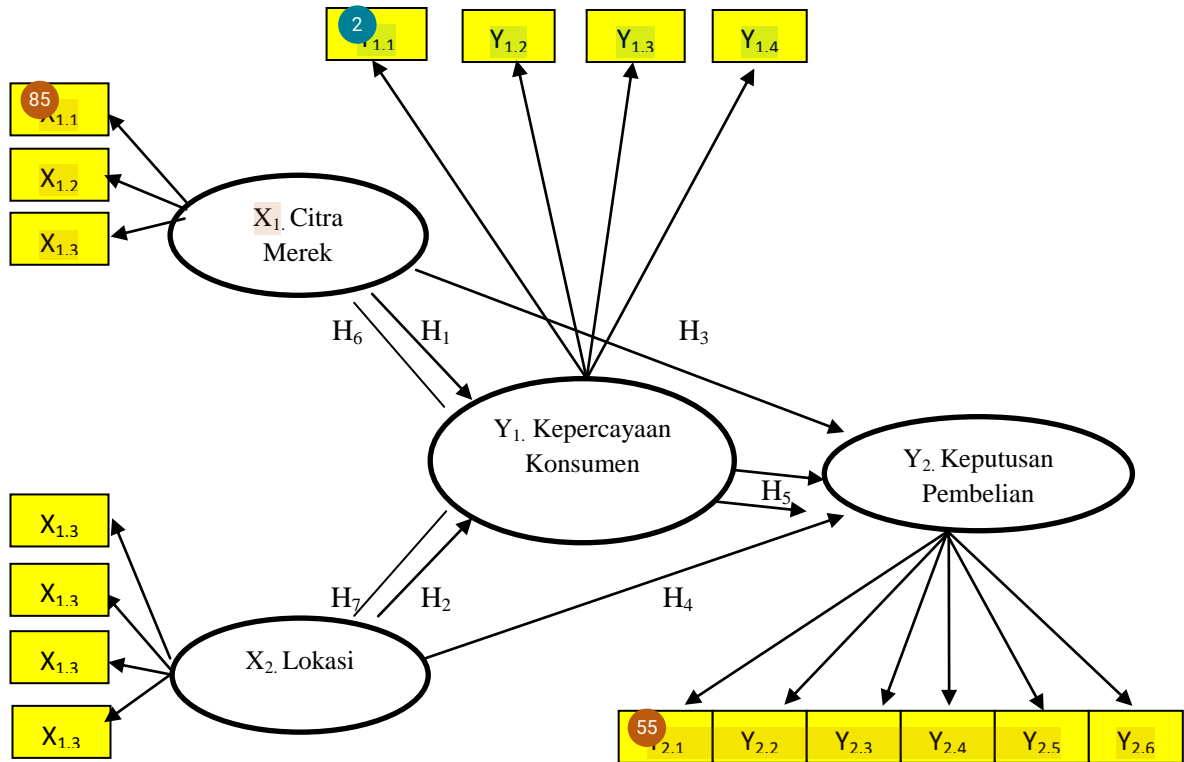 2
Y1.1
Y1.2
Y1.3
Y1.4
85
X1.1
X1.2
X1.3
X1. Citra
Merek
H6
H1
H3
Y1. Kepercayaan
Konsumen
Y2. Keputusan
Pembelian
H5
X1.3
X1.3
X1.3
X1.3
H7
H2
H4
X2. Lokasi
55
Y2.1
Y2.2
Y2.3
Y2.4
Y2.5
Y2.6